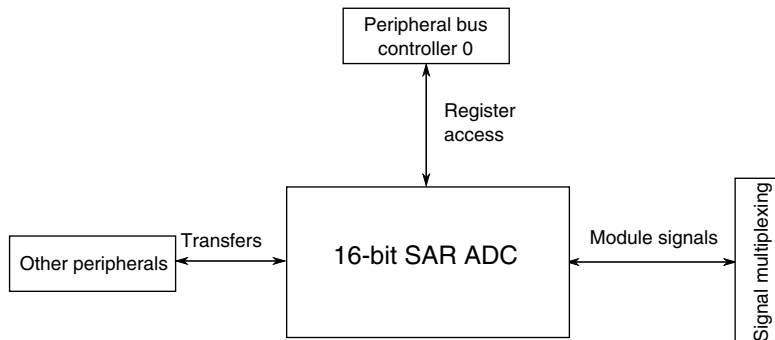 Peripheral bus
controller 0
Register
access
Transfers
Other peripherals
16-bit SAR ADC
Module signals
Signal multiplexing